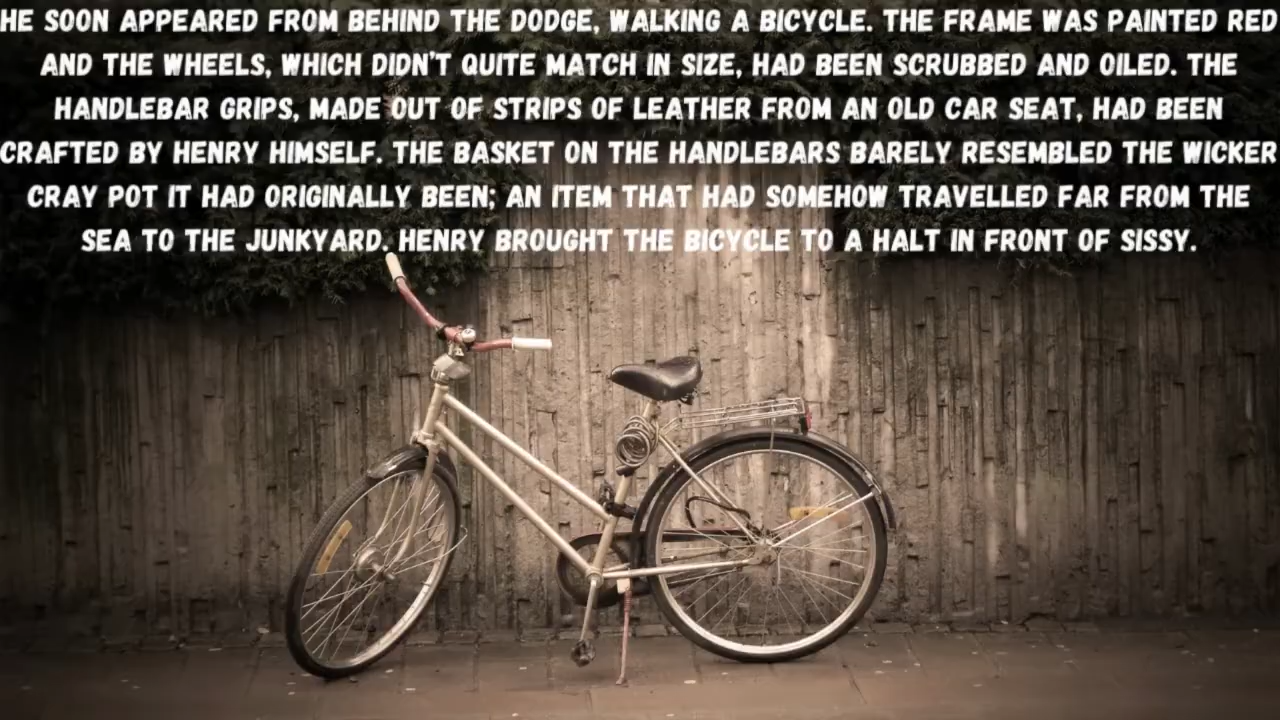 HE SOON APPEARED FROM BEHIND THE DODGE, WALKING A BICYCLE. THE FRAME WAS PAINTED RED
AND THE WHEELS, WHICH DIDN'T QUITE MATCH IN SIZE, HAD BEEN SCRUBBED AND OILED. THE
HANDLEBAR GRIPS, MADE OUT OF STRIPS OF LEATHER FROM AN OLD CAR SEAT, HAD BEEN
CRAFTED BY HENRY HIMSELF. THE BASKET ON THE HANDLEBARS BARELY RESEMBLED THE WICKER
CRAY POT IT HAD ORIGINALLY BEEN; AN ITEM THAT HAD SOMEHOW TRAVELLED FAR FROM THE
SEA TO THE JUNKYARD. HENRY BROUGHT THE BICYCLE TO A HALT IN FRONT OF SISSY.